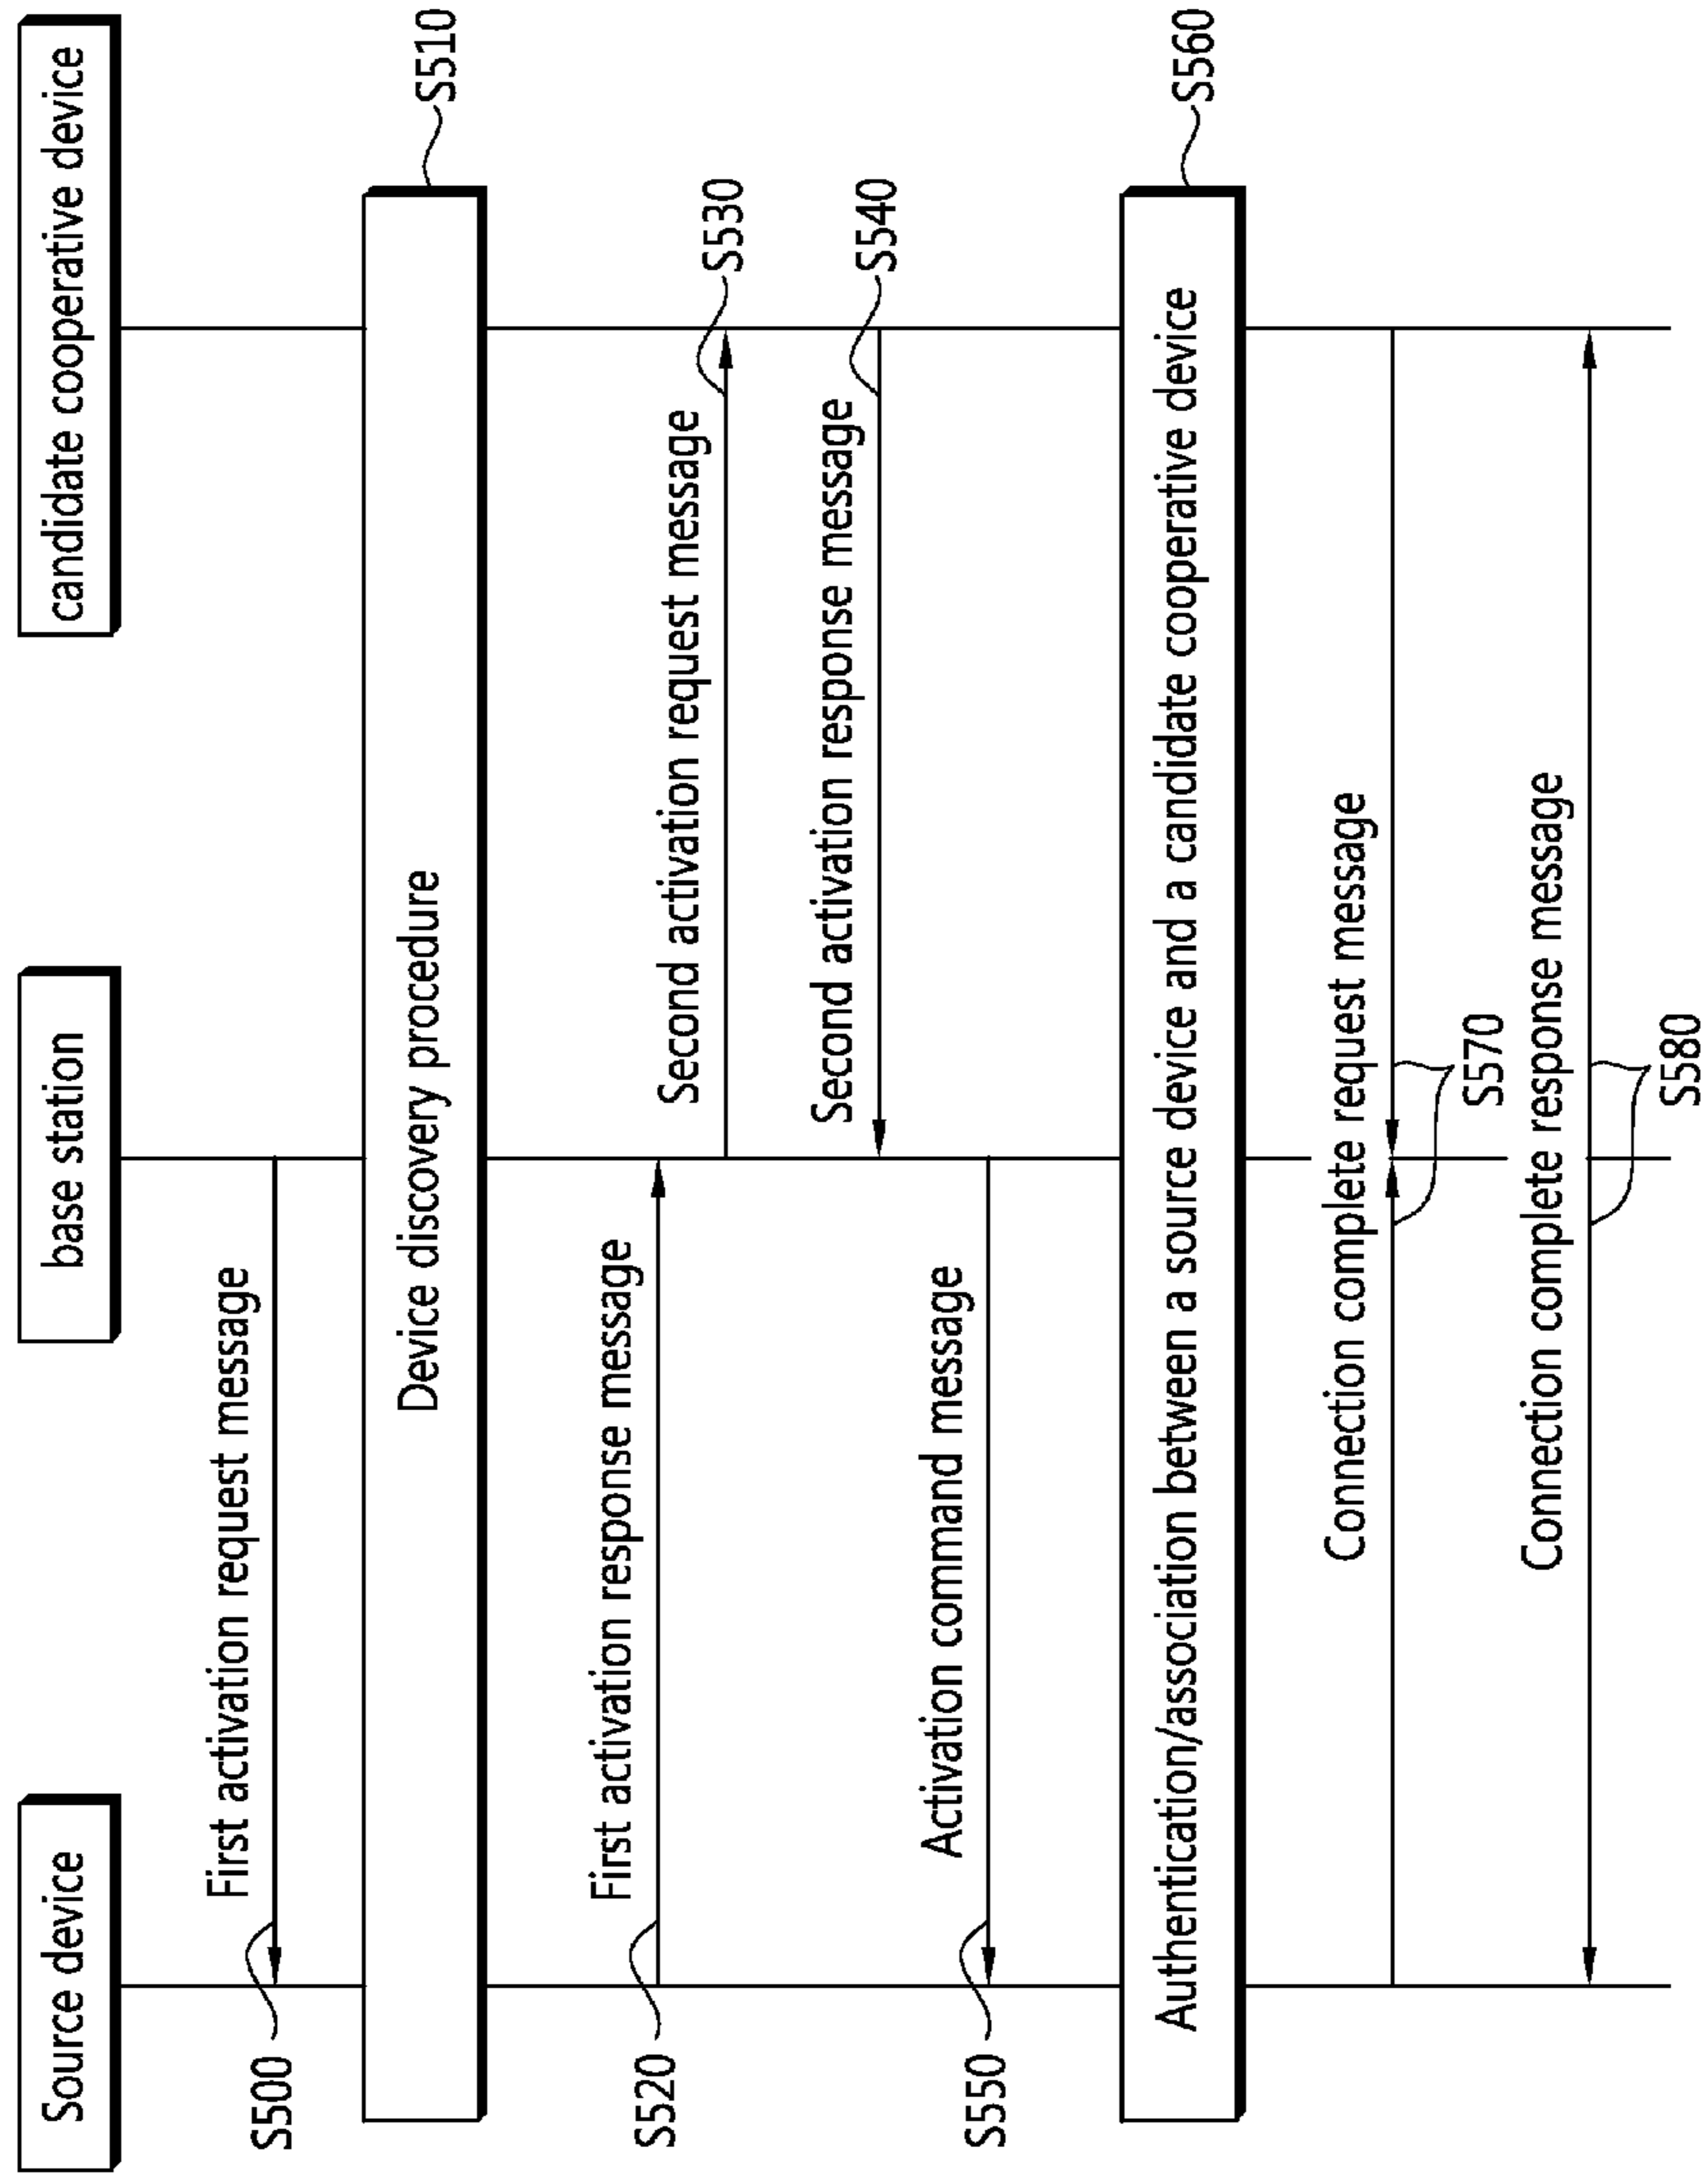 Source device
base station
candidate cooperative device
First activation request message
S500
Device discovery procedure
S510
First activation response message
S520
Second activation request message
S530
Second activation response message
S540
Activation command message
S550
Authentication/association between a source device and a candidate cooperative device
S560
Connection complete request message
S570
Connection complete response message
S580